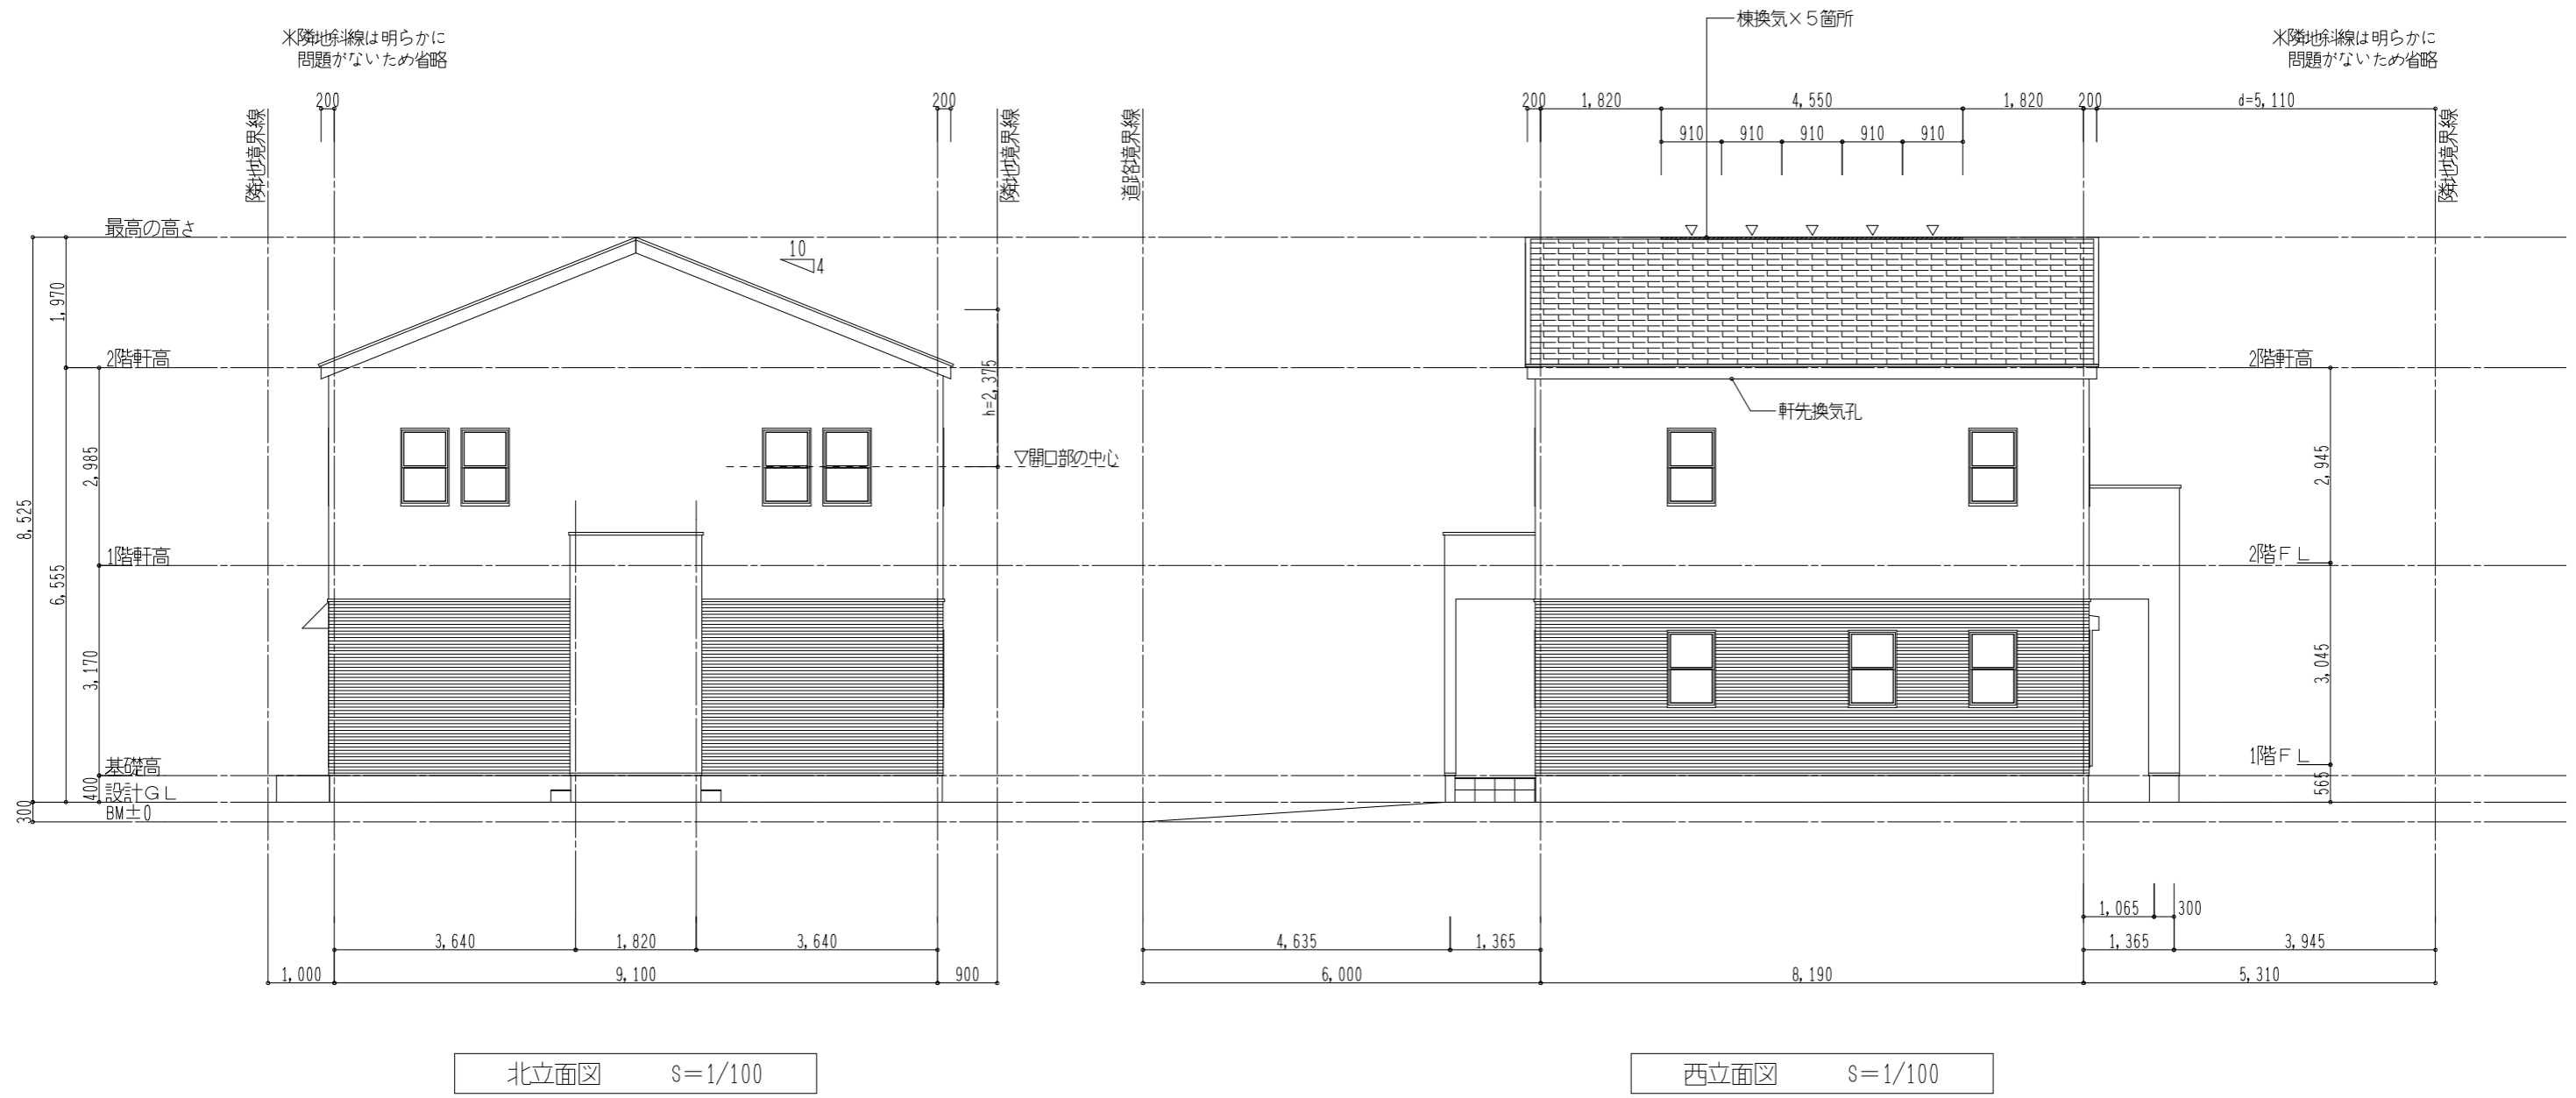 ※隣地斜線は明らかに
問題がないため省略
棟換気×5箇所
※隣地斜線は明らかに
問題がないため省略
200
200
200
1,820
4,550
1,820
200
d=5,110
910
910
910
910
910
隣地境界線
隣地境界線
道路境界線
隣地境界線
最高の高さ
10
4
1,970
2階軒高
h=2,375
2階軒高
軒先換気孔
▽開口部の中心
2,985
2,945
8,525
6,555
1階軒高
2階FL
3,170
3,045
基礎高
1階FL
400
設計GL
565
300
BM±0
1,065
300
3,640
1,820
3,640
4,635
1,365
1,365
3,945
1,000
9,100
900
6,000
8,190
5,310
北立面図 S=1/100
西立面図 S=1/100